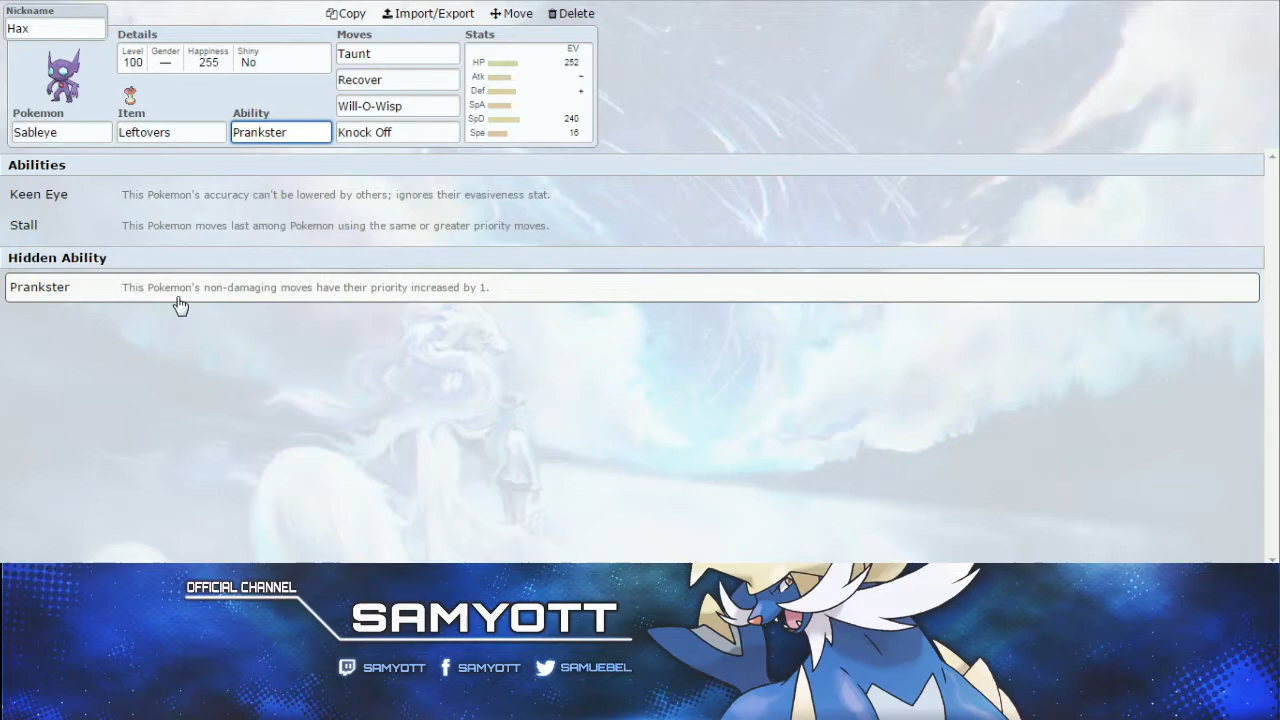 Nickname
Hax
Copy Import/Export Move Delete
Details
Level Gender Happiness Shiny
100 — 255 No
Pokemon Item Ability
Sableye Leftovers Prankster
Moves
Taunt
Recover
Will-O-Wisp
Knock Off
Stats
EV
HP 252
Atk -
Def +
SpA
SpD 240
Spe 16
Abilities
Keen Eye This Pokemon's accuracy can't be lowered by others; ignores their evasiveness stat.
Stall This Pokemon moves last among Pokemon using the same or greater priority moves.
Hidden Ability
Prankster This Pokemon's non-damaging moves have their priority increased by 1.
OFFICIAL CHANNEL
SAMYOTT
SAMYOTT SAMYOTT SAMUEBEL